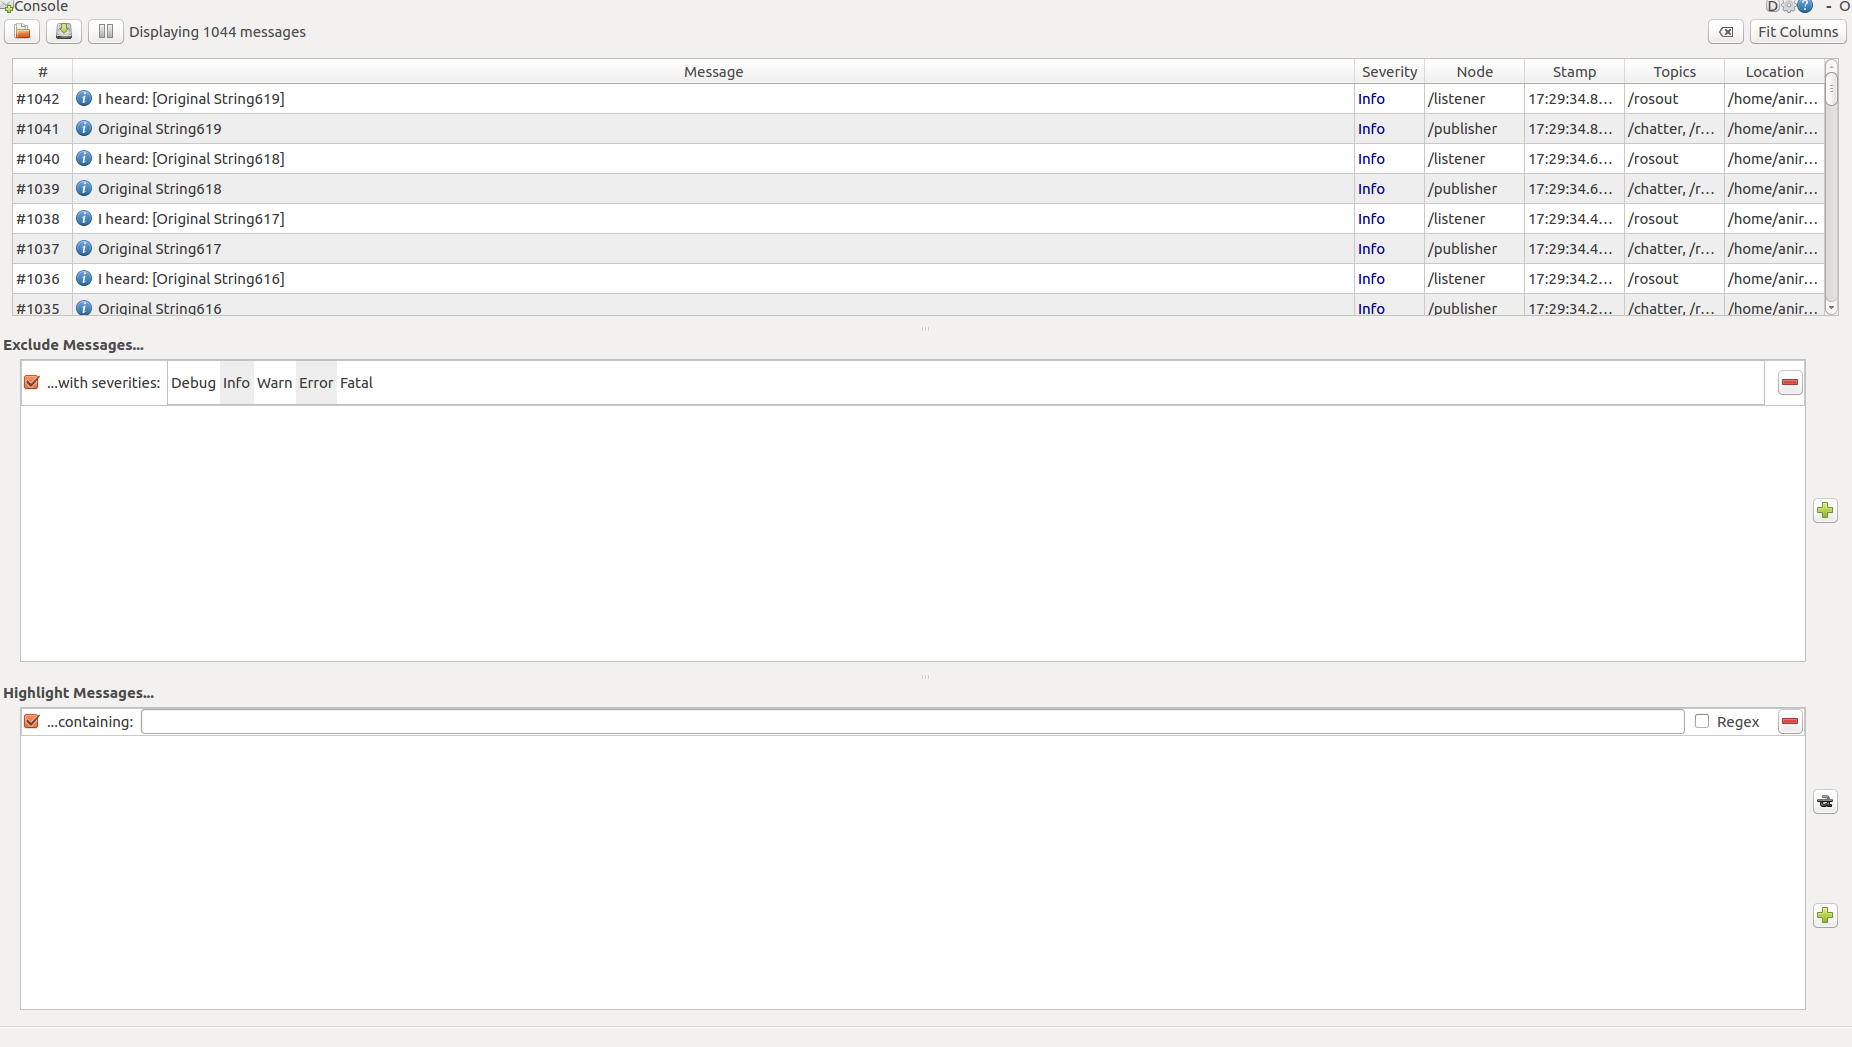 Console D ? - O
Displaying 1044 messages Fit Columns
# Message Severity Node Stamp Topics Location
#1042 I heard: [Original String619] Info /listener 17:29:34.8... /rosout /home/anir...
#1041 Original String619 Info /publisher 17:29:34.8... /chatter, /r... /home/anir...
#1040 I heard: [Original String618] Info /listener 17:29:34.6... /rosout /home/anir...
#1039 Original String618 Info /publisher 17:29:34.6... /chatter, /r... /home/anir...
#1038 I heard: [Original String617] Info /listener 17:29:34.4... /rosout /home/anir...
#1037 Original String617 Info /publisher 17:29:34.4... /chatter, /r... /home/anir...
#1036 I heard: [Original String616] Info /listener 17:29:34.2... /rosout /home/anir...
#1035 Original String616 Info /publisher 17:29:34.2... /chatter, /r... /home/anir...
Exclude Messages...
...with severities: Debug Info Warn Error Fatal
Highlight Messages...
...containing: Regex